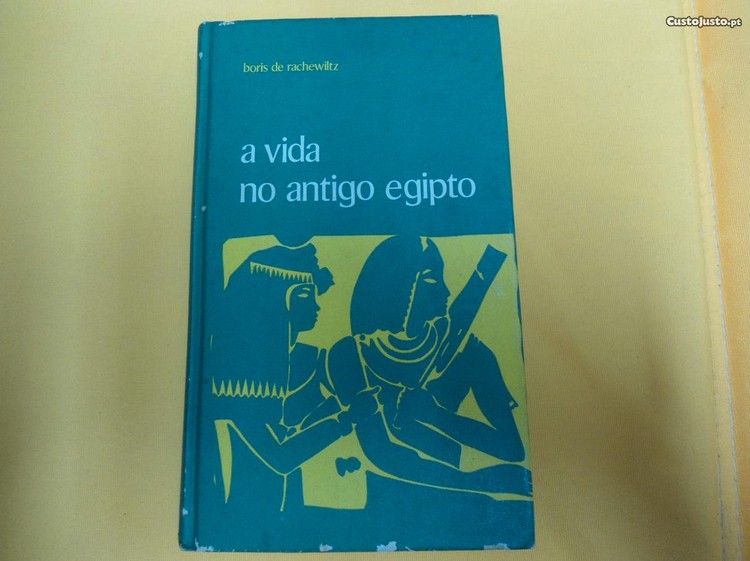 CustoJusto.pt
boris de rachewiltz
a vida
no antigo egipto